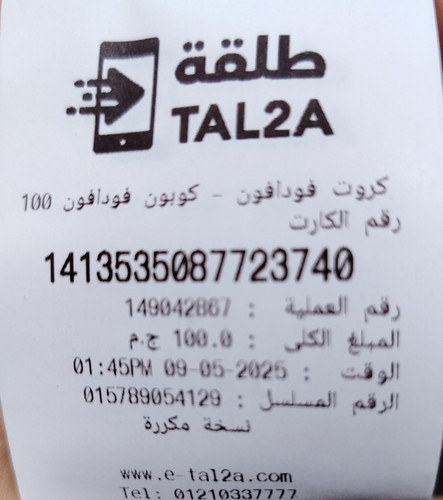 طلقة
TAL2A
كروت فودافون - كوبون فودافون 100
رقم الكارت
1413535087723740
رقم العملية : 149042867
المبلغ الكلى : 100.0 ج.م
الوقت : 01:45PM 09-05-2025
الرقم المسلسل : 015789054129
نسخة مكررة
www.e-tal2a.com
Tel: 01210337777